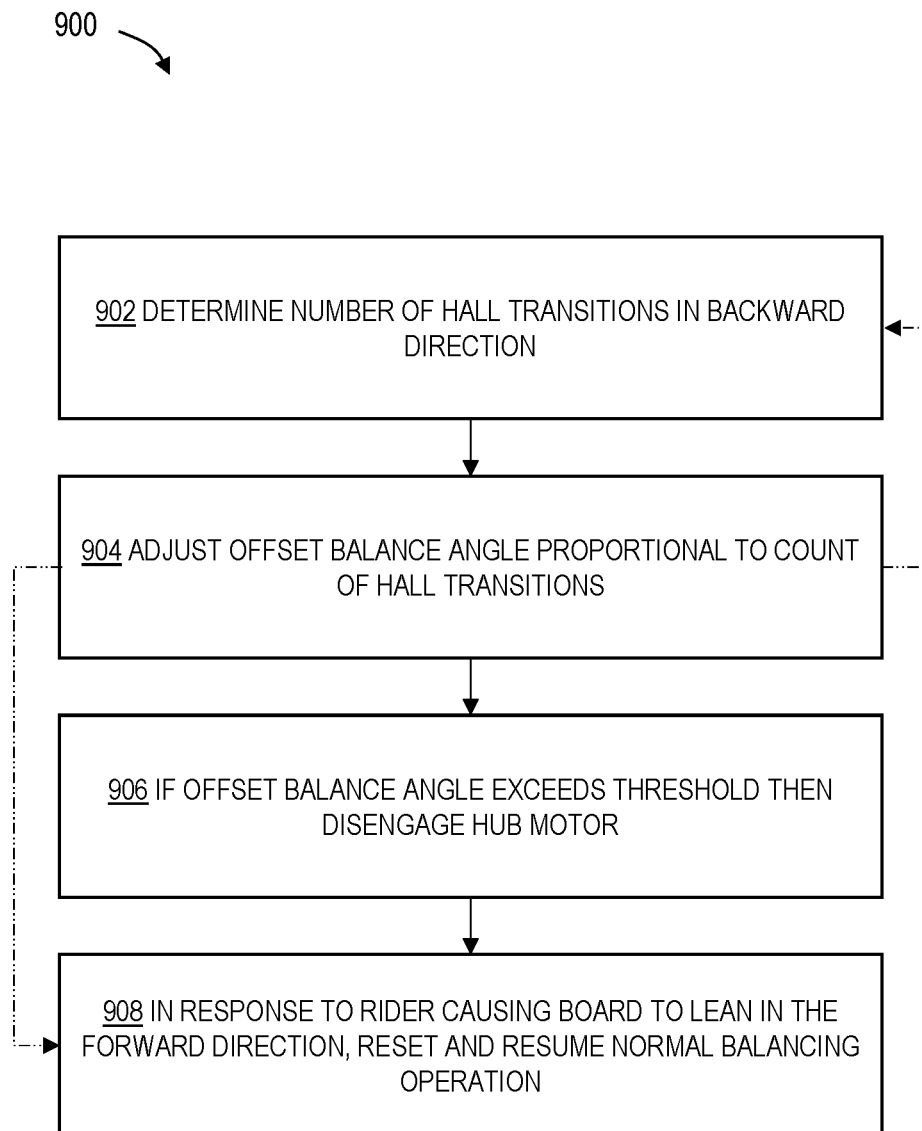 900
902 DETERMINE NUMBER OF HALL TRANSITIONS IN BACKWARD
DIRECTION
904 ADJUST OFFSET BALANCE ANGLE PROPORTIONAL TO COUNT
OF HALL TRANSITIONS
906 IF OFFSET BALANCE ANGLE EXCEEDS THRESHOLD THEN
DISENGAGE HUB MOTOR
908 IN RESPONSE TO RIDER CAUSING BOARD TO LEAN IN THE
FORWARD DIRECTION, RESET AND RESUME NORMAL BALANCING
OPERATION